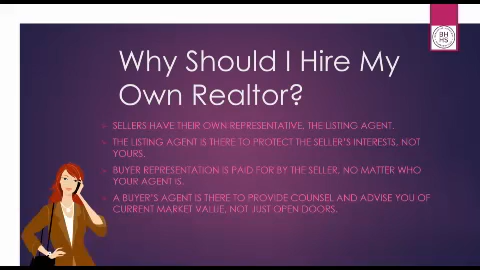 BH
HS
Why Should I Hire My
Own Realtor?
SELLERS HAVE THEIR OWN REPRESENTATIVE, THE LISTING AGENT.
THE LISTING AGENT IS THERE TO PROTECT THE SELLER'S INTERESTS, NOT
YOURS.
BUYER REPRESENTATION IS PAID FOR BY THE SELLER, NO MATTER WHO
YOUR AGENT IS.
A BUYER'S AGENT IS THERE TO PROVIDE COUNSEL AND ADVISE YOU OF
CURRENT MARKET VALUE, NOT JUST OPEN DOORS.